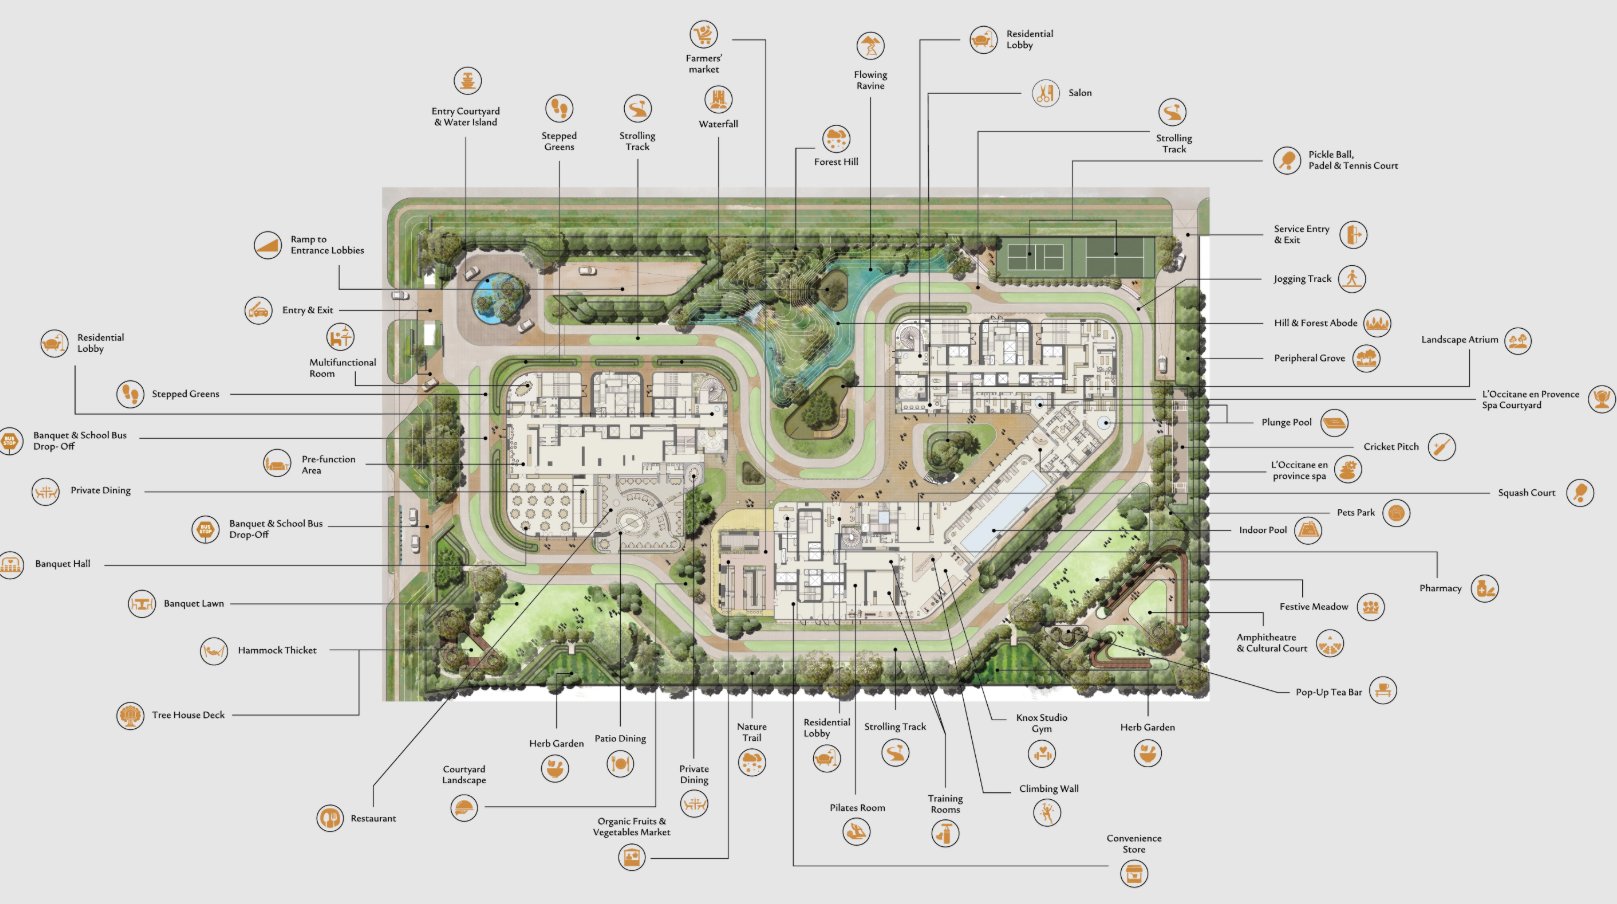 Farmers'
market
Residential
Lobby
Flowing
Ravine
Entry Courtyard
& Water Island
Stepped
Greens
Strolling
Track
Waterfall
Forest Hill
Salon
Strolling
Track
Pickle Ball,
Padel & Tennis Court
Ramp to
Entrance Lobbies
Service Entry
& Exit
Jogging Track
Entry & Exit
Hill & Forest Abode
Residential
Lobby
Landscape Atrium
Multifunctional
Room
Peripheral Grove
Stepped Greens
L'Occitane en Provence
Spa Courtyard
Plunge Pool
BUS
STOP
Banquet & School Bus
Drop- Off
Cricket Pitch
Pre-function
Area
L'Occitane en
province spa
Private Dining
Squash Court
Pets Park
BUS
STOP
Banquet & School Bus
Drop-Off
Indoor Pool
Banquet Hall
Pharmacy
Banquet Lawn
Festive Meadow
Amphitheatre
& Cultural Court
Hammock Thicket
Pop-Up Tea Bar
Tree House Deck
Herb Garden
Patio Dining
Nature
Trail
Residential
Lobby
Strolling Track
Knox Studio
Gym
Herb Garden
Courtyard
Landscape
Private
Dining
Climbing Wall
Pilates Room
Training
Rooms
Restaurant
Organic Fruits &
Vegetables Market
Convenience
Store